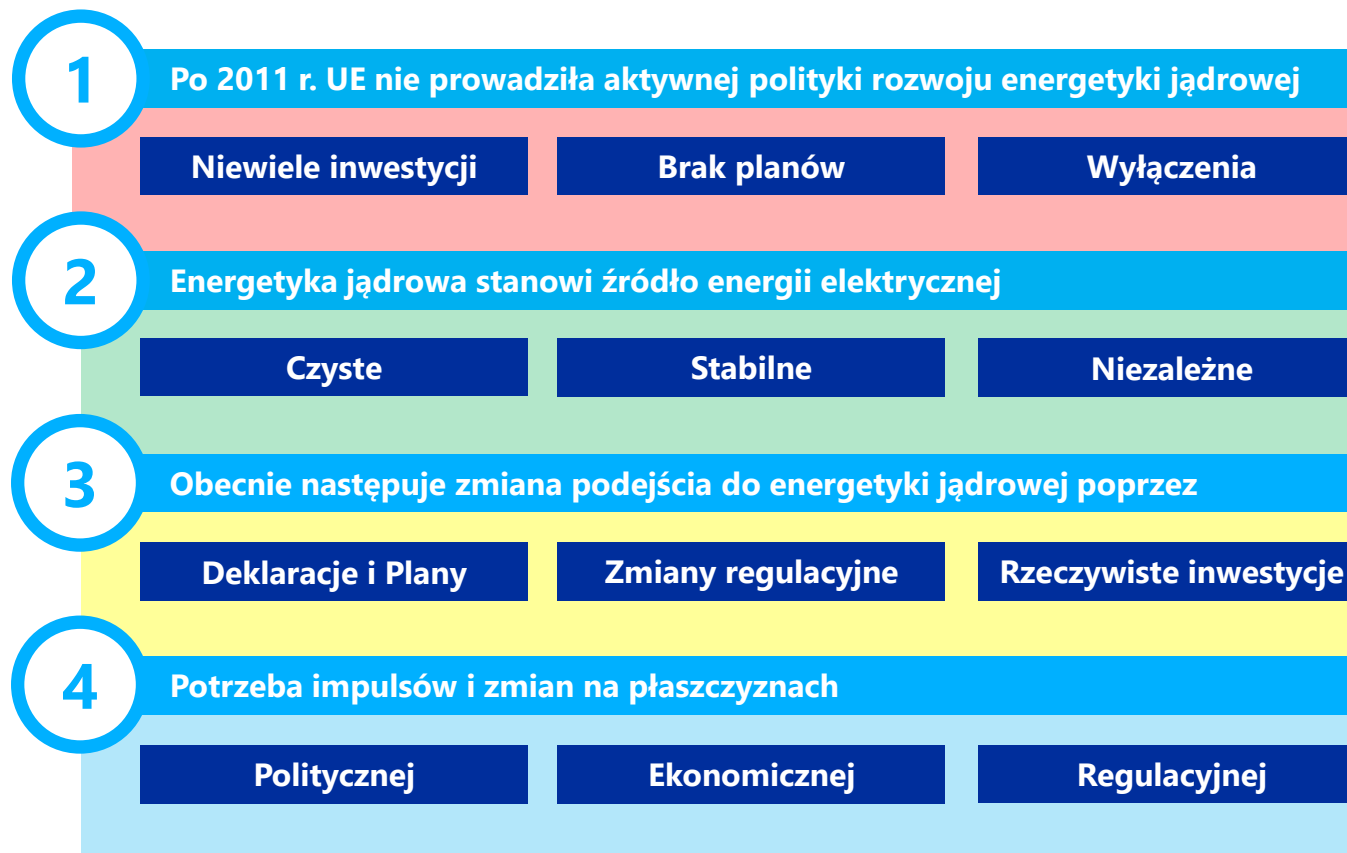 1
Po 2011 r. UE nie prowadziła aktywnej polityki rozwoju energetyki jądrowej
Niewiele inwestycji
Brak planów
Wyłączenia
2
Energetyka jądrowa stanowi źródło energii elektrycznej
Czyste
Stabilne
Niezależne
3
Obecnie następuje zmiana podejścia do energetyki jądrowej poprzez
Deklaracje i Plany
Zmiany regulacyjne
Rzeczywiste inwestycje
4
Potrzeba impulsów i zmian na płaszczyznach
Politycznej
Ekonomicznej
Regulacyjnej